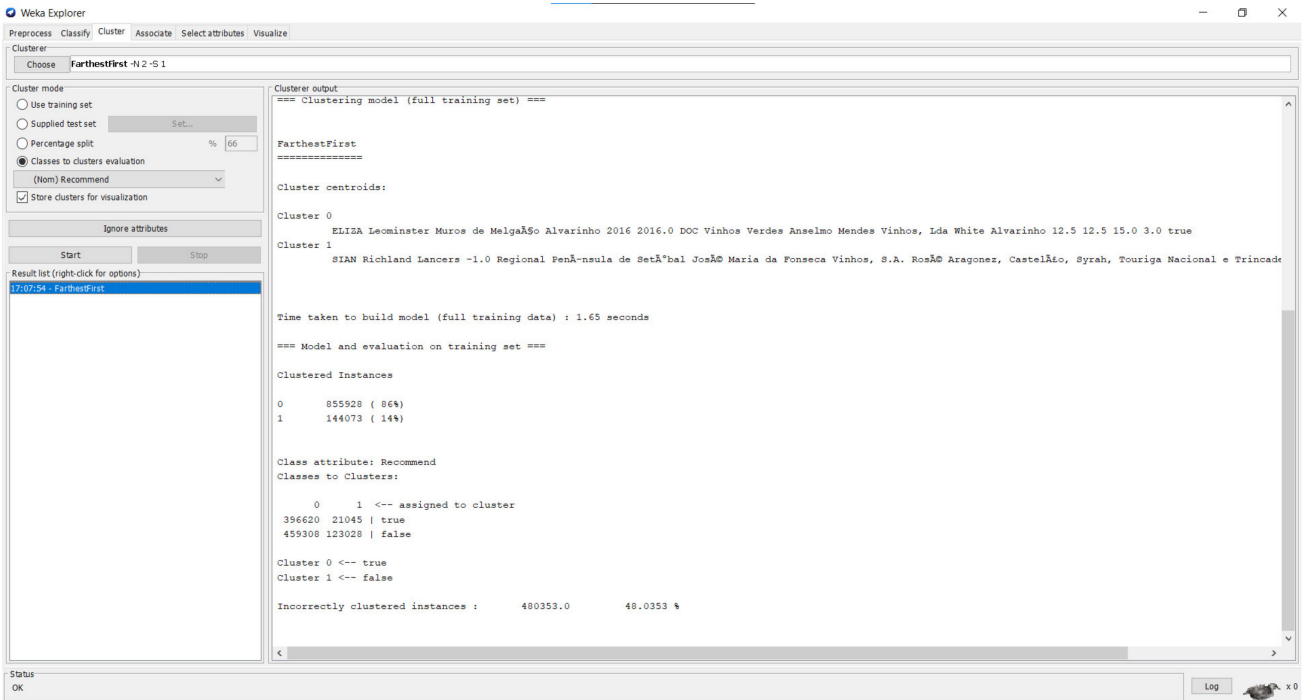 Weka Explorer
Preprocess Classify Cluster Associate Select attributes Visualize
Clusterer
Choose FarthestFirst -N 2 -S 1
Cluster mode
Use training set
Supplied test set Set...
Percentage split % 66
Classes to clusters evaluation
(Nom) Recommend
Store clusters for visualization
Ignore attributes
Start Stop
Result list (right-click for options)
17:07:54 - FarthestFirst
Clusterer output
=== Clustering model (full training set) ===
FarthestFirst
==============
Cluster centroids:
Cluster 0
ELIZA Leominster Muros de MelgaÃ§o Alvarinho 2016 2016.0 DOC Vinhos Verdes Anselmo Mendes Vinhos, Lda White Alvarinho 12.5 12.5 15.0 3.0 true
Cluster 1
SIAN Richland Lancers -1.0 Regional PenÃ­nsula de SetÃºbal JosÃ© Maria da Fonseca Vinhos, S.A. RosÃ© Aragonez, CastelÃ£o, Syrah, Touriga Nacional e Trincade
Time taken to build model (full training data) : 1.65 seconds
=== Model and evaluation on training set ===
Clustered Instances
0 855928 ( 86%)
1 144073 ( 14%)
Class attribute: Recommend
Classes to Clusters:
0 1 <-- assigned to cluster
396620 21045 | true
459308 123028 | false
Cluster 0 <-- true
Cluster 1 <-- false
Incorrectly clustered instances : 480353.0 48.0353 %
Status
OK
Log x 0